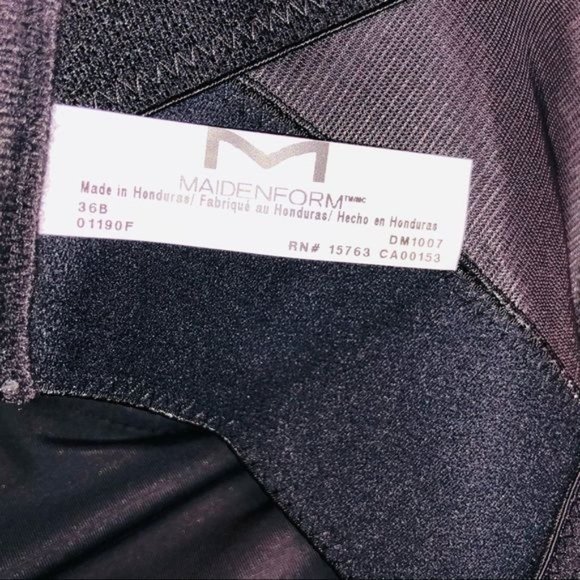 M
MAIDENFORM™/MC
Made in Honduras/ Fabriqué au Honduras/ Hecho en Honduras
36B
01190F
DM1007
RN# 15763 CA00153